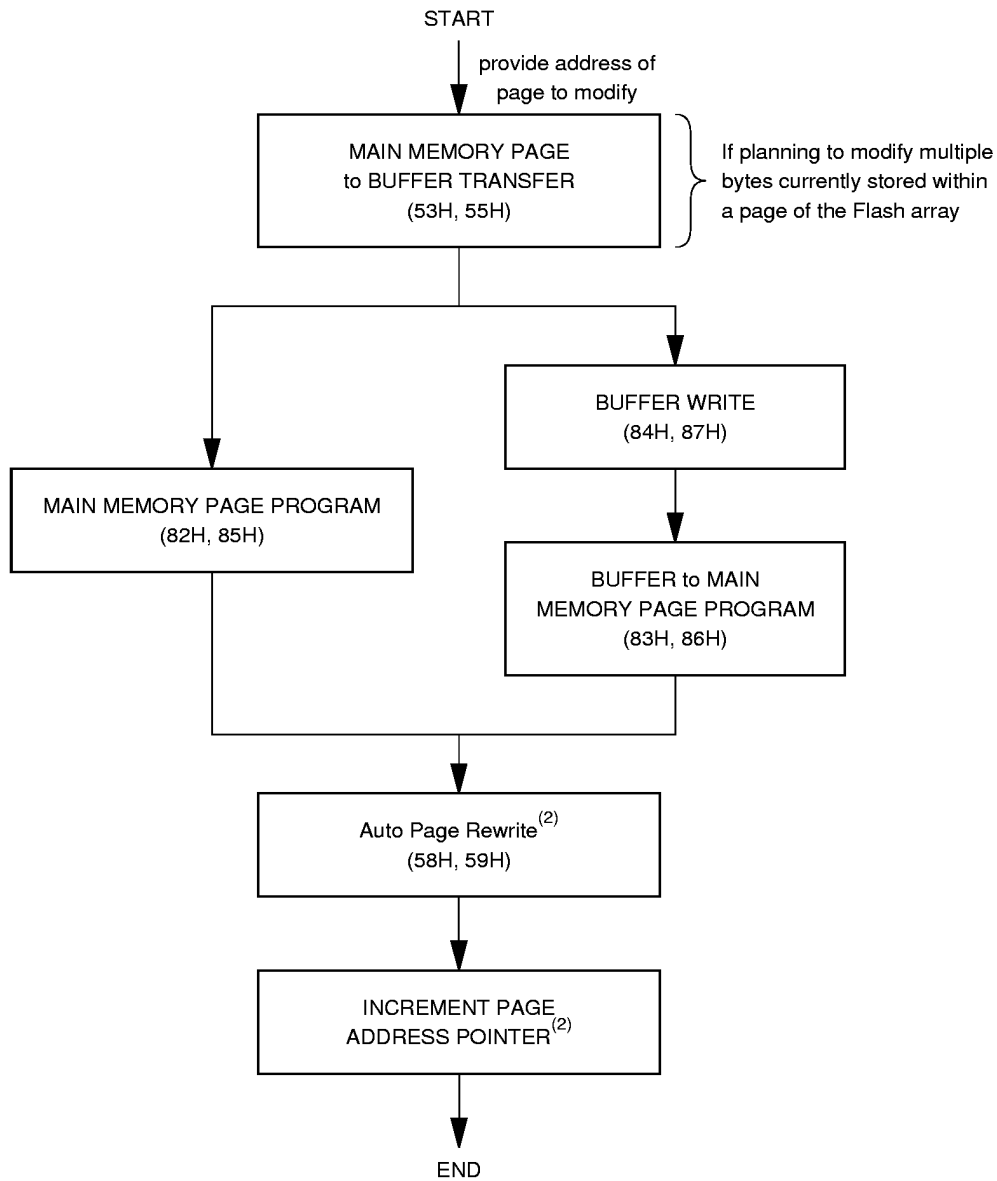 START
provide address of
page to modify
MAIN MEMORY PAGE
to BUFFER TRANSFER
(53H, 55H)
If planning to modify multiple
bytes currently stored within
a page of the Flash array
BUFFER WRITE
(84H, 87H)
MAIN MEMORY PAGE PROGRAM
(82H, 85H)
BUFFER to MAIN
MEMORY PAGE PROGRAM
(83H, 86H)
Auto Page Rewrite(2)
(58H, 59H)
INCREMENT PAGE
ADDRESS POINTER(2)
END